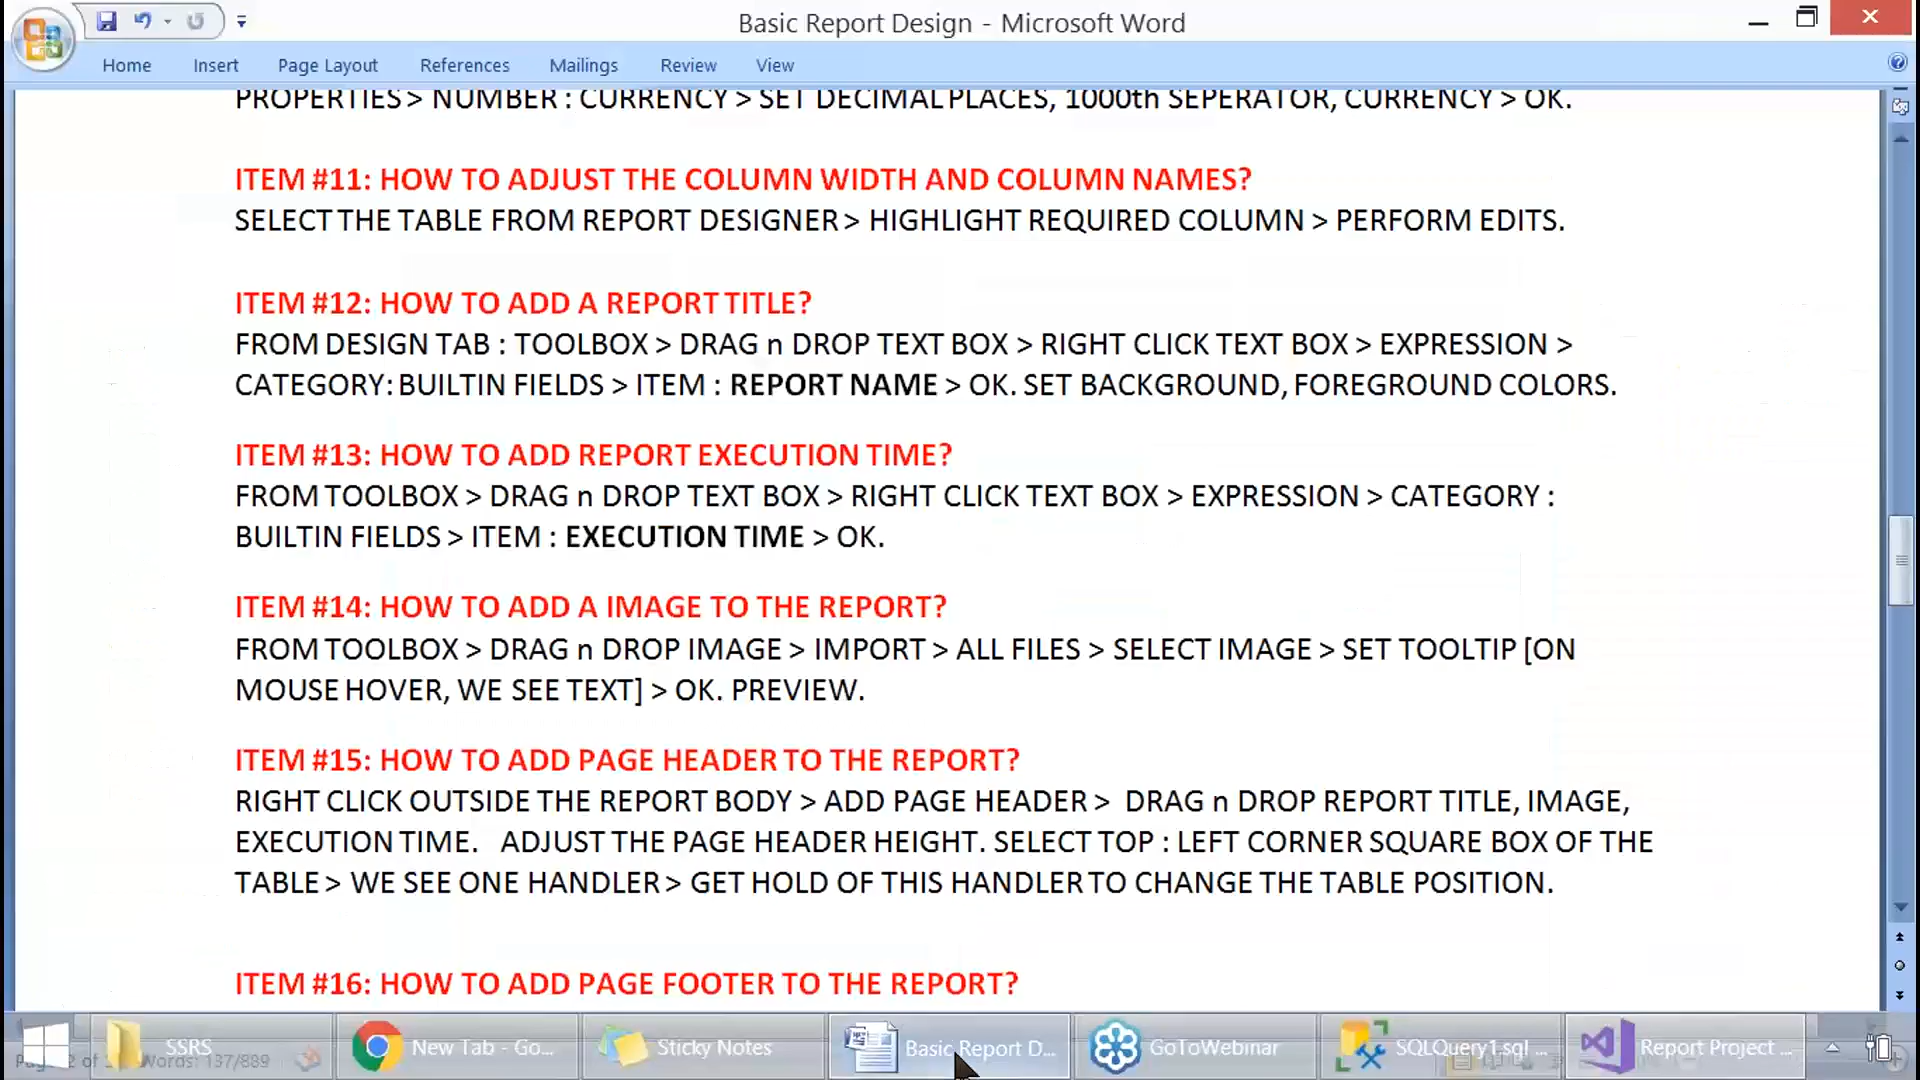 Basic Report Design - Microsoft Word
Home Insert Page Layout References Mailings Review View
PROPERTIES > NUMBER : CURRENCY > SET DECIMAL PLACES, 1000th SEPERATOR, CURRENCY > OK.
ITEM #11: HOW TO ADJUST THE COLUMN WIDTH AND COLUMN NAMES?
SELECT THE TABLE FROM REPORT DESIGNER > HIGHLIGHT REQUIRED COLUMN > PERFORM EDITS.
ITEM #12: HOW TO ADD A REPORT TITLE?
FROM DESIGN TAB : TOOLBOX > DRAG n DROP TEXT BOX > RIGHT CLICK TEXT BOX > EXPRESSION >
CATEGORY: BUILTIN FIELDS > ITEM : REPORT NAME > OK. SET BACKGROUND, FOREGROUND COLORS.
ITEM #13: HOW TO ADD REPORT EXECUTION TIME?
FROM TOOLBOX > DRAG n DROP TEXT BOX > RIGHT CLICK TEXT BOX > EXPRESSION > CATEGORY :
BUILTIN FIELDS > ITEM : EXECUTION TIME > OK.
ITEM #14: HOW TO ADD A IMAGE TO THE REPORT?
FROM TOOLBOX > DRAG n DROP IMAGE > IMPORT > ALL FILES > SELECT IMAGE > SET TOOLTIP [ON
MOUSE HOVER, WE SEE TEXT] > OK. PREVIEW.
ITEM #15: HOW TO ADD PAGE HEADER TO THE REPORT?
RIGHT CLICK OUTSIDE THE REPORT BODY > ADD PAGE HEADER > DRAG n DROP REPORT TITLE, IMAGE,
EXECUTION TIME. ADJUST THE PAGE HEADER HEIGHT. SELECT TOP : LEFT CORNER SQUARE BOX OF THE
TABLE > WE SEE ONE HANDLER > GET HOLD OF THIS HANDLER TO CHANGE THE TABLE POSITION.
ITEM #16: HOW TO ADD PAGE FOOTER TO THE REPORT?
SSRS New Tab - Go... Sticky Notes Basic Report D... GoToWebinar SQLQuery1.sql ... Report Project ...
Words: 137/889